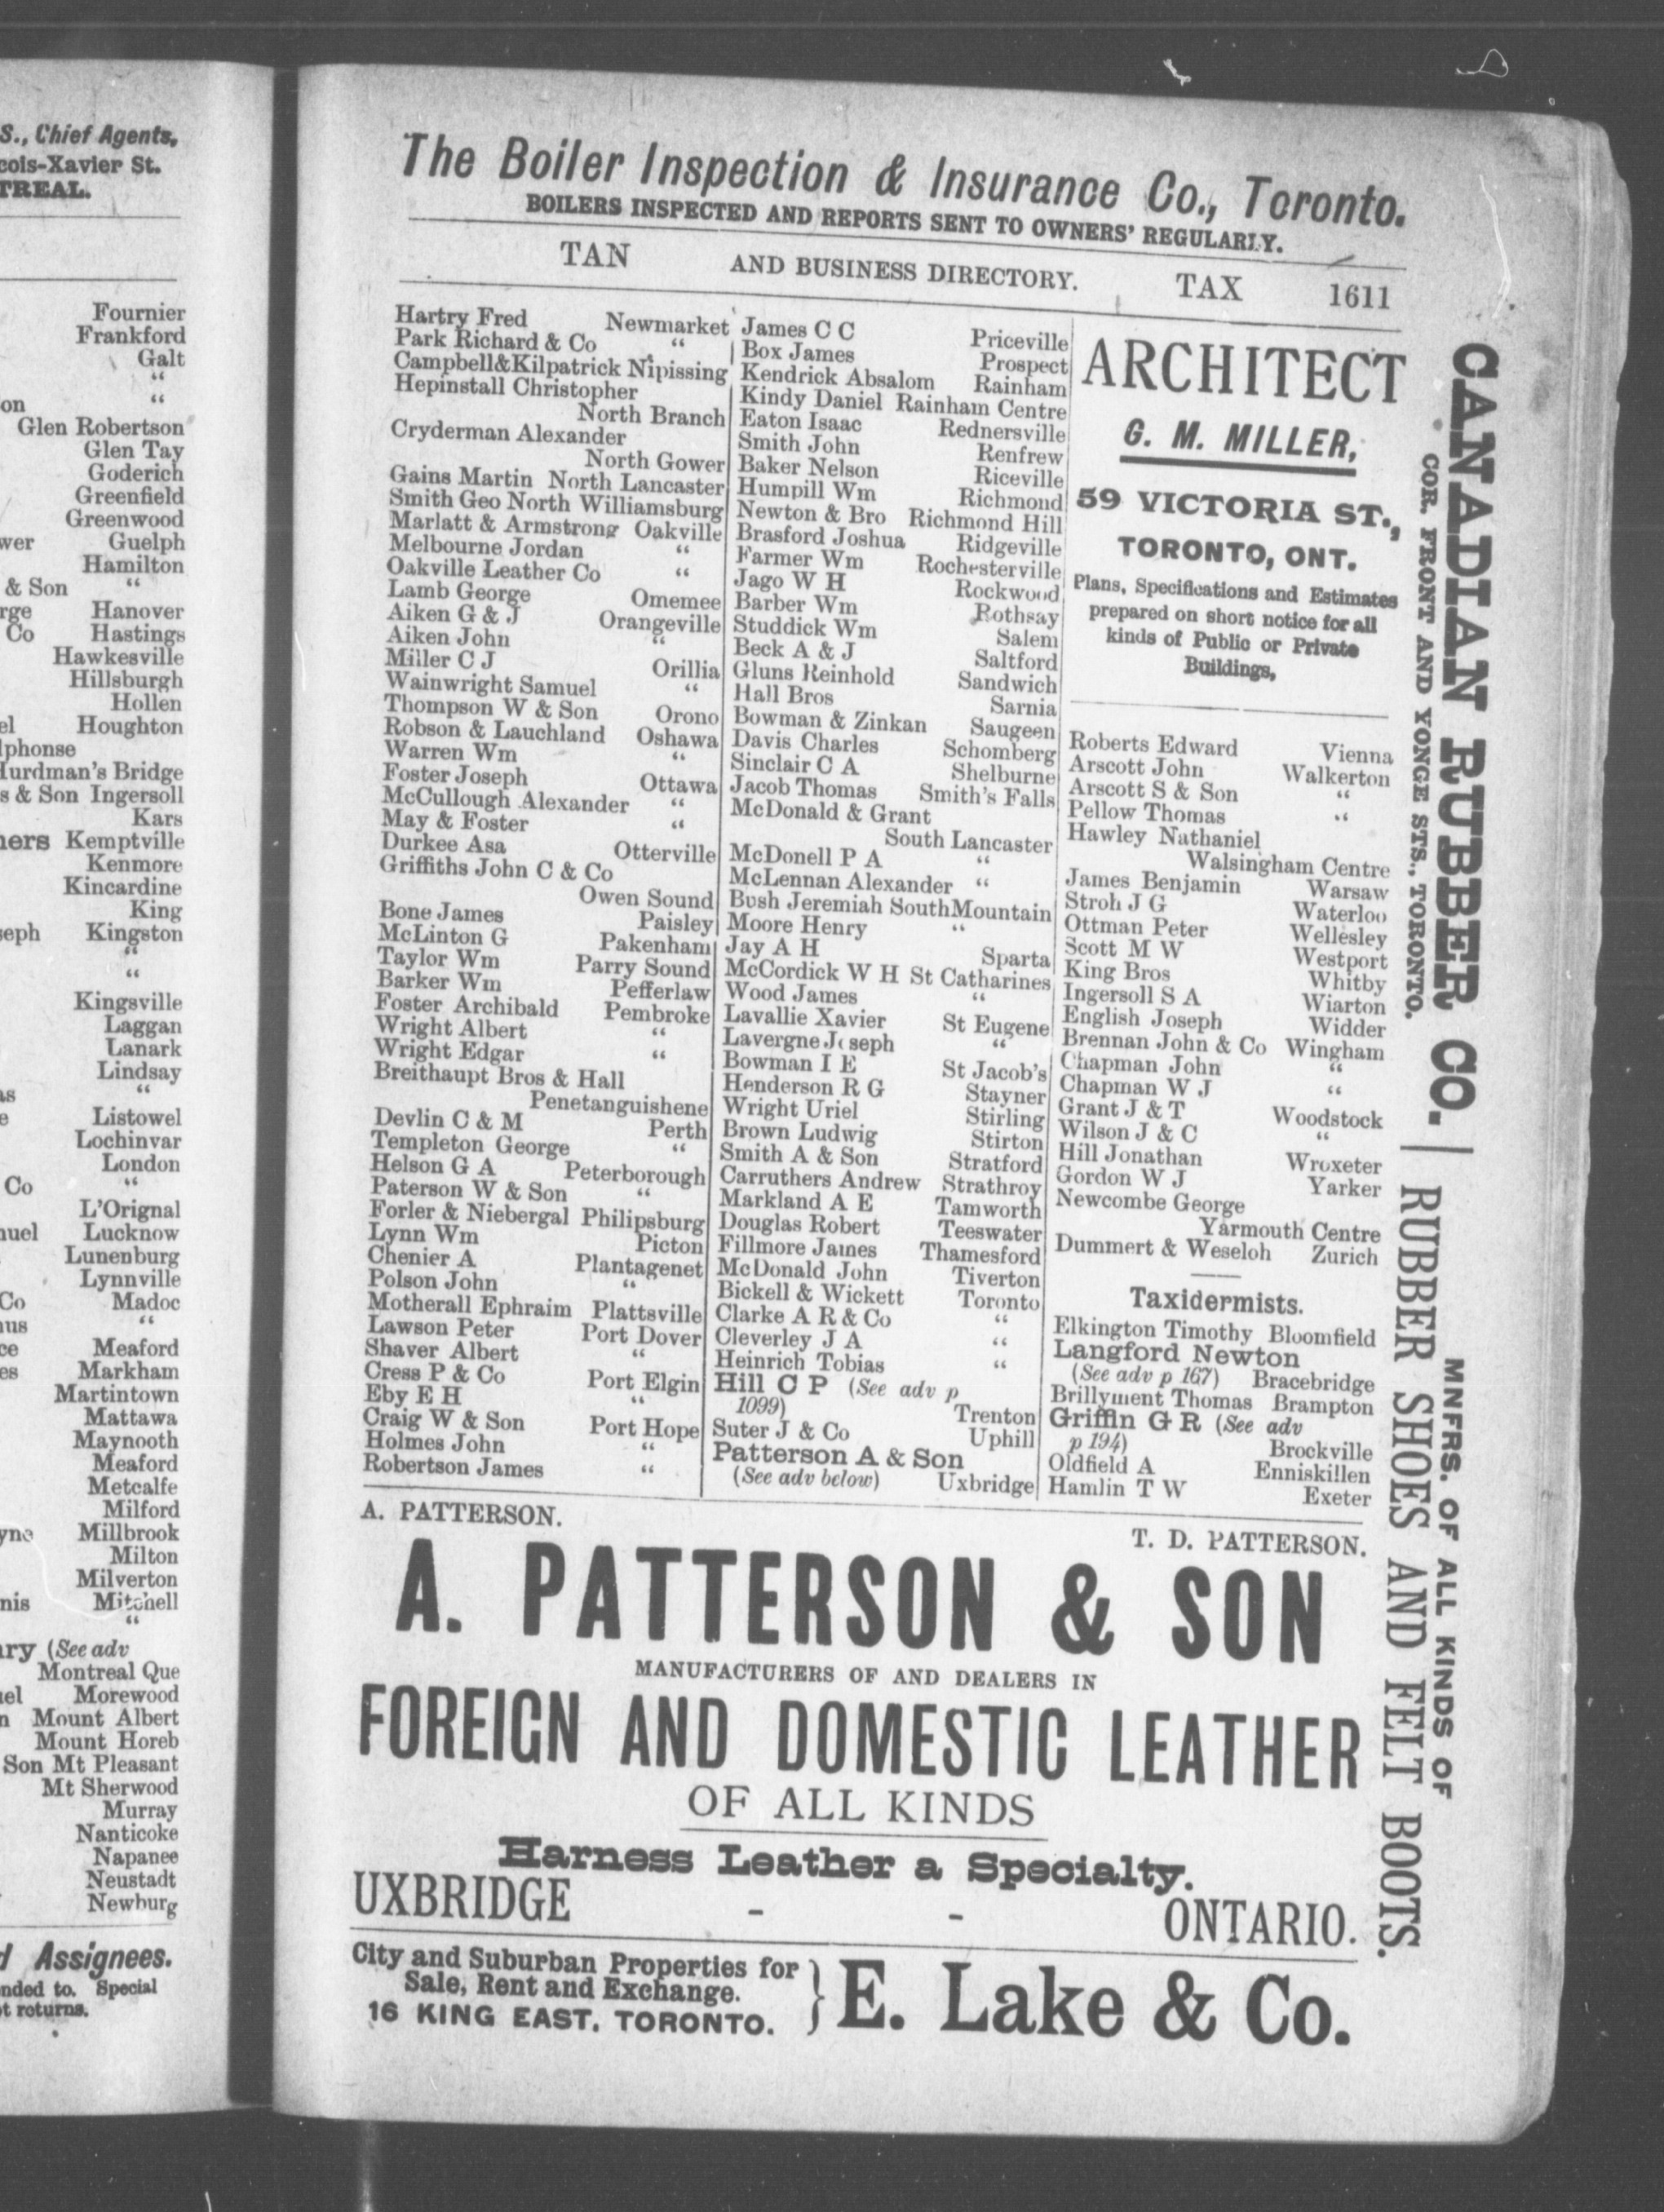 S., Chief Agents,
cois-Xavier St.
TREAL.
Fournier
Frankford
Galt
“
on “
Glen Robertson
Glen Tay
Goderich
Greenfield
Greenwood
wer Guelph
Hamilton
& Son “
rge Hanover
Co Hastings
Hawkesville
Hillsburgh
Hollen
el Houghton
lphonse
Hurdman's Bridge
s & Son Ingersoll
Kars
ners Kemptville
Kenmore
Kincardine
King
seph Kingston
“
“
Kingsville
Laggan
Lanark
Lindsay
as “
e Listowel
Lochinvar
London
Co “
L'Orignal
nuel Lucknow
Lunenburg
Lynnville
Co Madoc
nus “
ce Meaford
es Markham
Martintown
Mattawa
Maynooth
Meaford
Metcalfe
Milford
yne Millbrook
Milton
Milverton
nis Mitchell
“
ary (See adv
Montreal Que
iel Morewood
n Mount Albert
Mount Horeb
Son Mt Pleasant
Mt Sherwood
Murray
Nanticoke
Napanee
Neustadt
Newburg
d Assignees.
nded to. Special
t returns.
The Boiler Inspection & Insurance Co., Toronto.
BOILERS INSPECTED AND REPORTS SENT TO OWNERS' REGULARLY.
TAN AND BUSINESS DIRECTORY. TAX 1611
Hartry Fred Newmarket
Park Richard & Co “
Campbell&Kilpatrick Nipissing
Hepinstall Christopher
North Branch
Cryderman Alexander
North Gower
Gains Martin North Lancaster
Smith Geo North Williamsburg
Marlatt & Armstrong Oakville
Melbourne Jordan “
Oakville Leather Co “
Lamb George Omemee
Aiken G & J Orangeville
Aiken John “
Miller C J Orillia
Wainwright Samuel “
Thompson W & Son Orono
Robson & Lauchland Oshawa
Warren Wm “
Foster Joseph Ottawa
McCullough Alexander “
May & Foster “
Durkee Asa Otterville
Griffiths John C & Co
Owen Sound
Bone James Paisley
McLinton G Pakenham
Taylor Wm Parry Sound
Barker Wm Pefferlaw
Foster Archibald Pembroke
Wright Albert “
Wright Edgar “
Breithaupt Bros & Hall
Penetanguishene
Devlin C & M Perth
Templeton George “
Helson G A Peterborough
Paterson W & Son “
Forler & Niebergal Philipsburg
Lynn Wm Picton
Chenier A Plantagenet
Polson John “
Motherall Ephraim Plattsville
Lawson Peter Port Dover
Shaver Albert “
Cress P & Co Port Elgin
Eby E H “
Craig W & Son Port Hope
Holmes John “
Robertson James “
James C C Priceville
Box James Prospect
Kendrick Absalom Rainham
Kindy Daniel Rainham Centre
Eaton Isaac Rednersville
Smith John Renfrew
Baker Nelson Riceville
Humpill Wm Richmond
Newton & Bro Richmond Hill
Brasford Joshua Ridgeville
Farmer Wm Rochesterville
Jago W H Rockwood
Barber Wm Rothsay
Studdick Wm Salem
Beck A & J Saltford
Gluns Reinhold Sandwich
Hall Bros Sarnia
Bowman & Zinkan Saugeen
Davis Charles Schomberg
Sinclair C A Shelburne
Jacob Thomas Smith's Falls
McDonald & Grant
South Lancaster
McDonell P A “
McLennan Alexander “
Bush Jeremiah SouthMountain
Moore Henry “
Jay A H Sparta
McCordick W H St Catharines
Wood James “
Lavallie Xavier St Eugene
Lavergne Joseph “
Bowman I E St Jacob's
Henderson R G Stayner
Wright Uriel Stirling
Brown Ludwig Stirton
Smith A & Son Stratford
Carruthers Andrew Strathroy
Markland A E Tamworth
Douglas Robert Teeswater
Fillmore James Thamesford
McDonald John Tiverton
Bickell & Wickett Toronto
Clarke A R & Co “
Cleverley J A “
Heinrich Tobias “
Hill C P (See adv p
1099) Trenton
Suter J & Co Uphill
Patterson A & Son
(See adv below) Uxbridge
ARCHITECT
G. M. MILLER,
59 VICTORIA ST.,
TORONTO, ONT.
Plans, Specifications and Estimates
prepared on short notice for all
kinds of Public or Private
Buildings,
Roberts Edward Vienna
Arscott John Walkerton
Arscott S & Son “
Pellow Thomas “
Hawley Nathaniel
Walsingham Centre
James Benjamin Warsaw
Stroh J G Waterloo
Ottman Peter Wellesley
Scott M W Westport
King Bros Whitby
Ingersoll S A Wiarton
English Joseph Widder
Brennan John & Co Wingham
Chapman John “
Chapman W J “
Grant J & T Woodstock
Wilson J & C “
Hill Jonathan Wroxeter
Gordon W J Yarker
Newcombe George
Yarmouth Centre
Dummert & Weseloh Zurich
Taxidermists.
Elkington Timothy Bloomfield
Langford Newton
(See adv p 167) Bracebridge
Brillyment Thomas Brampton
Griffin G R (See adv
p 194) Brockville
Oldfield A Enniskillen
Hamlin T W Exeter
A. PATTERSON. T. D. PATTERSON.
A. PATTERSON & SON
MANUFACTURERS OF AND DEALERS IN
FOREIGN AND DOMESTIC LEATHER
OF ALL KINDS
Harness Leather a Specialty.
UXBRIDGE - - ONTARIO.
City and Suburban Properties for
Sale, Rent and Exchange.
16 KING EAST, TORONTO.
} E. Lake & Co.
CANADIAN RUBBER CO.
COR. FRONT AND YONGE STS., TORONTO.
MNFRS. OF ALL KINDS OF
RUBBER SHOES AND FELT BOOTS.